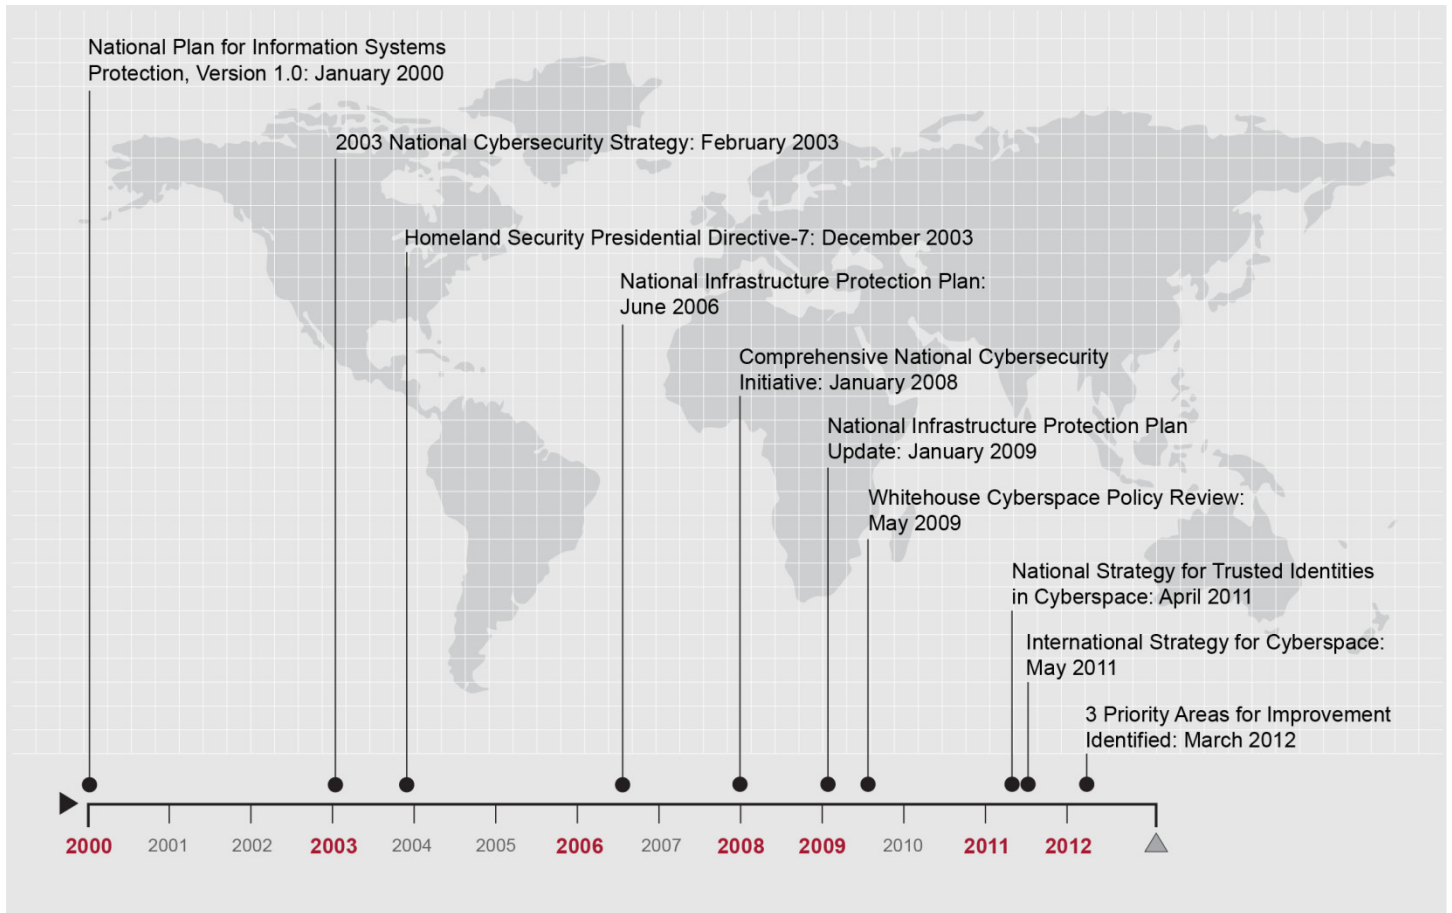 National Plan for Information Systems
Protection, Version 1.0: January 2000
2003 National Cybersecurity Strategy: February 2003
Homeland Security Presidential Directive-7: December 2003
National Infrastructure Protection Plan:
June 2006
Comprehensive National Cybersecurity
Initiative: January 2008
National Infrastructure Protection Plan
Update: January 2009
Whitehouse Cyberspace Policy Review:
May 2009
National Strategy for Trusted Identities
in Cyberspace: April 2011
International Strategy for Cyberspace:
May 2011
3 Priority Areas for Improvement
Identified: March 2012
2000 2001 2002 2003 2004 2005 2006 2007 2008 2009 2010 2011 2012